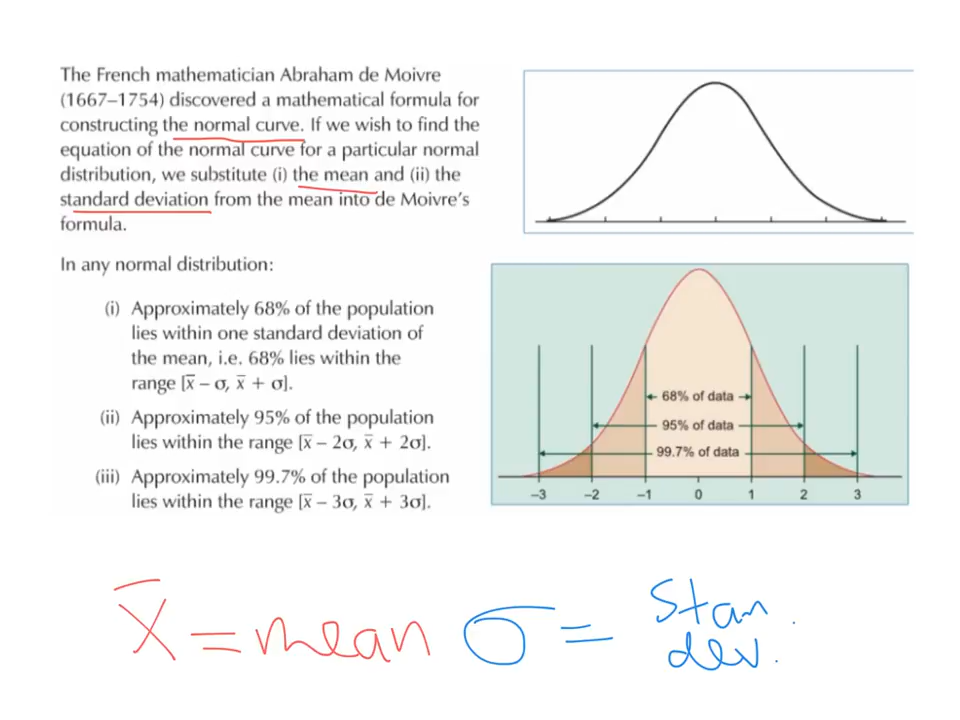 The French mathematician Abraham de Moivre
(1667–1754) discovered a mathematical formula for
constructing the normal curve. If we wish to find the
equation of the normal curve for a particular normal
distribution, we substitute (i) the mean and (ii) the
standard deviation from the mean into de Moivre's
formula.
In any normal distribution:
(i) Approximately 68% of the population
lies within one standard deviation of
the mean, i.e. 68% lies within the
range [x̅ – σ, x̅ + σ].
(ii) Approximately 95% of the population
lies within the range [x̅ – 2σ, x̅ + 2σ].
(iii) Approximately 99.7% of the population
lies within the range [x̅ – 3σ, x̅ + 3σ].
68% of data
95% of data
99.7% of data
–3 –2 –1 0 1 2 3
x̅ = mean σ = stan
dev.